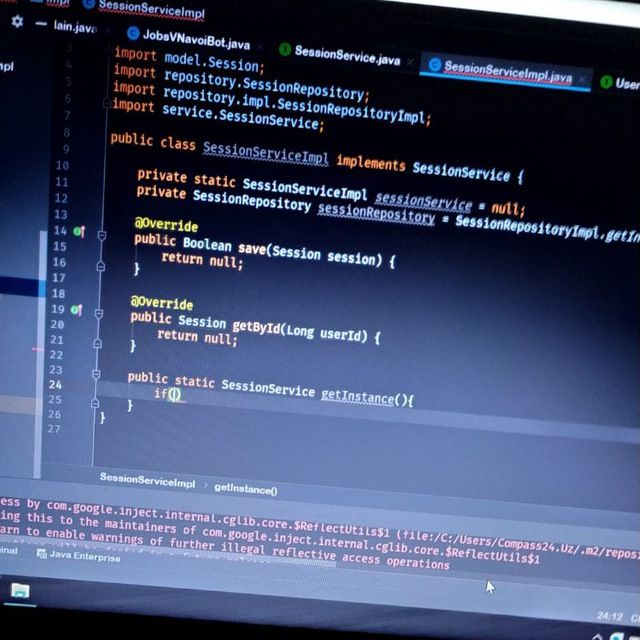 SessionServiceImpl
lain.java
JobsVNavoiBot.java
SessionService.java
SessionServiceImpl.java
User
3
4 import model.Session;
5 import repository.SessionRepository;
6 import repository.impl.SessionRepositoryImpl;
7 import service.SessionService;
8
9 public class SessionServiceImpl implements SessionService {
10
11 private static SessionServiceImpl sessionService = null;
12 private SessionRepository sessionRepository = SessionRepositoryImpl.getIn
13
14 @Override
15 public Boolean save(Session session) {
16 return null;
17 }
18
19 @Override
20 public Session getById(Long userId) {
21 return null;
22 }
23
24 public static SessionService getInstance(){
25 if()
26 }
27 }
SessionServiceImpl › getInstance()
ess by com.google.inject.internal.cglib.core.$ReflectUtils$1 (file:/C:/Users/Compass24.Uz/.m2/reposi
ing this to the maintainers of com.google.inject.internal.cglib.core.$ReflectUtils$1
arn to enable warnings of further illegal reflective access operations
inal Java Enterprise
24:12